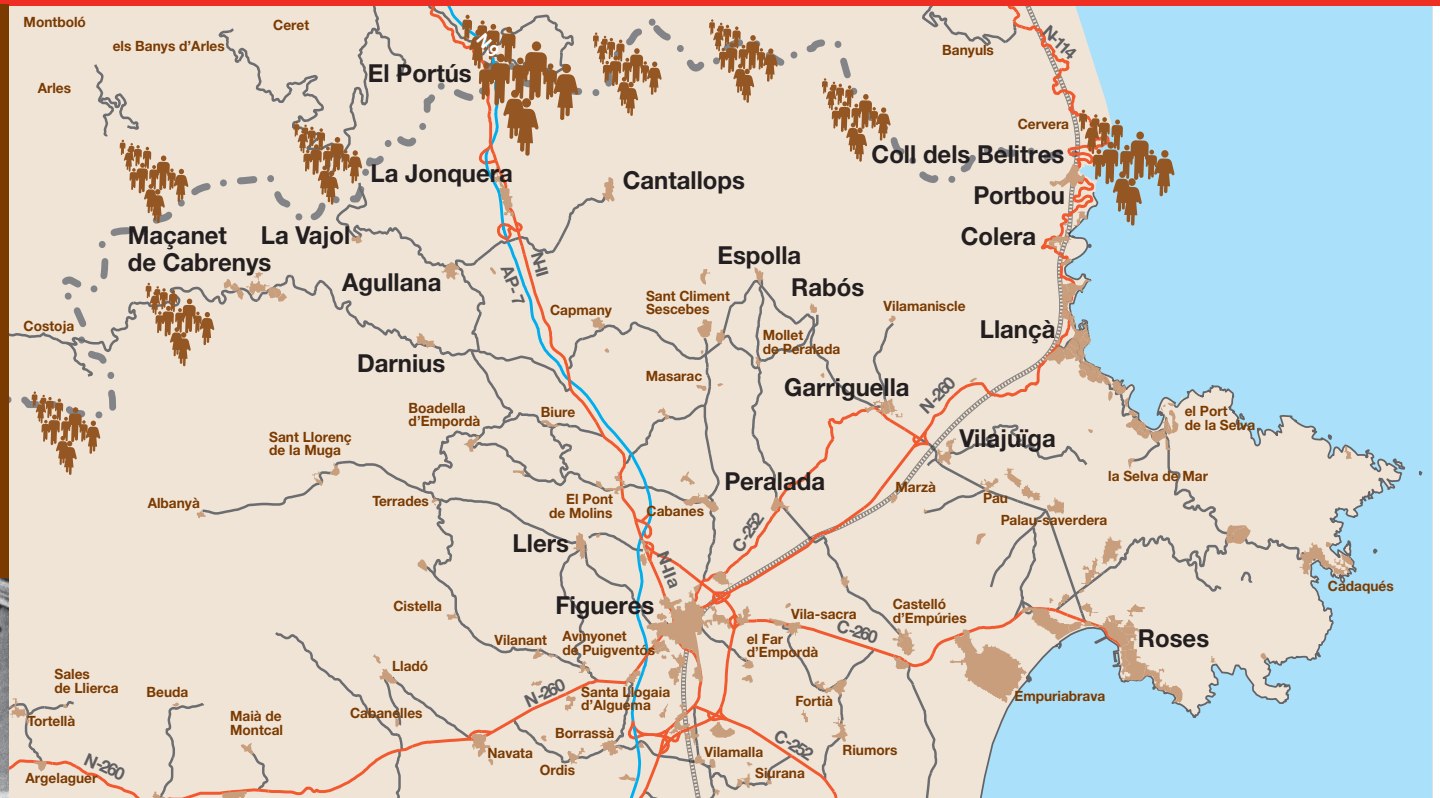 Montboló
Ceret
els Banys d'Arles
Arles
El Portús
N-9
Banyuls
N-114
Cervera
Coll dels Belitres
La Jonquera
Cantallops
Portbou
Colera
Maçanet
de Cabrenys
La Vajol
Agullana
AP-7
N-II
Espolla
Rabós
Sant Climent
Sescebes
Capmany
Vilamaniscle
Mollet
de Peralada
Llançà
Costoja
Darnius
Masarac
Garriguella
N-260
Boadella
d'Empordà
Biure
el Port
de la Selva
Sant Llorenç
de la Muga
Vilajuïga
la Selva de Mar
Albanyà
Terrades
El Pont
de Molins
Cabanes
Peralada
Marzà
Pau
Palau-saverdera
C-252
Llers
N-IIa
Cadaqués
Cistella
Figueres
Vila-sacra
Castelló
d'Empúries
C-260
Vilanant
Avinyonet
de Puigventós
el Far
d'Empordà
Roses
Lladó
Sales
de Llierca
Beuda
N-260
Santa Llogaia
d'Alguema
Fortià
Empuriabrava
Tortellà
Maià de
Montcal
Cabanelles
Borrassà
C-252
Navata
Ordis
Vilamalla
Riumors
Siurana
N-260
Argelaguer